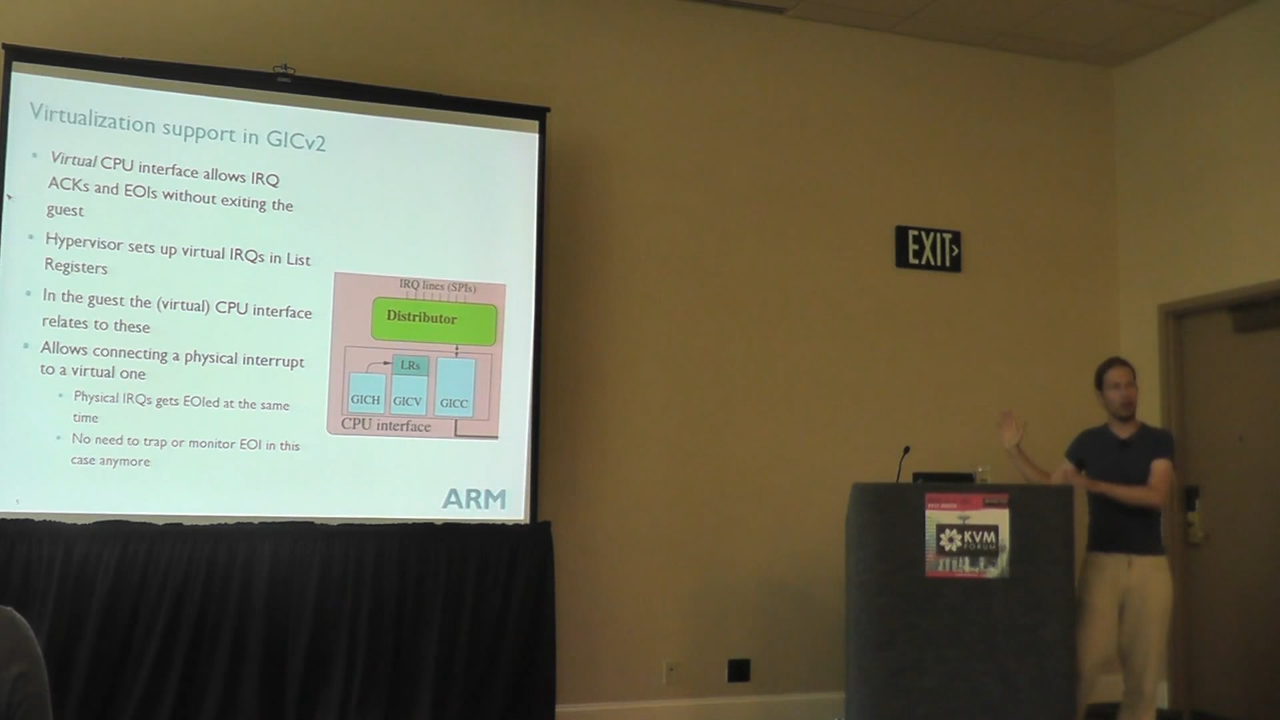 Virtualization support in GICv2
• Virtual CPU interface allows IRQ
ACKs and EOIs without exiting the
guest
• Hypervisor sets up virtual IRQs in List
Registers
• In the guest the (virtual) CPU interface
relates to these
• Allows connecting a physical interrupt
to a virtual one
• Physical IRQs gets EOIed at the same
time
• No need to trap or monitor EOI in this
case anymore
IRQ lines (SPIs)
Distributor
LRs
GICH GICV GICC
CPU interface
ARM
EXIT
KVM
FORUM